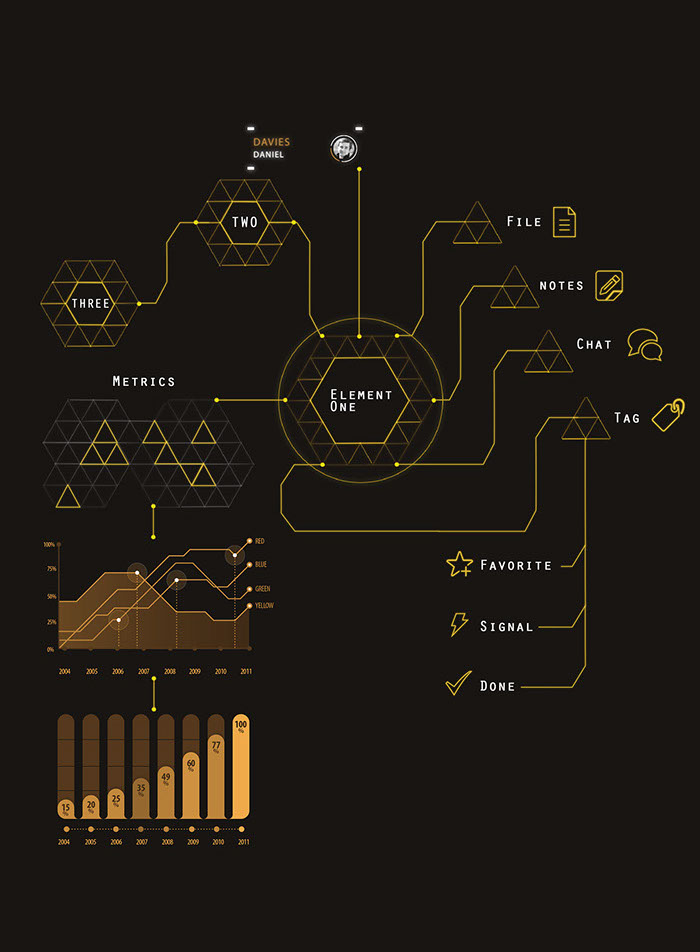 DAVIES
DANIEL
TWO
FILE
THREE
NOTES
CHAT
METRICS
ELEMENT
ONE
TAG
100%
75%
50%
25%
0%
RED
BLUE
GREEN
YELLOW
2004 2005 2006 2007 2008 2009 2010 2011
FAVORITE
SIGNAL
DONE
15 %
20 %
25 %
35 %
49 %
60 %
77 %
100 %
2004 2005 2006 2007 2008 2009 2010 2011